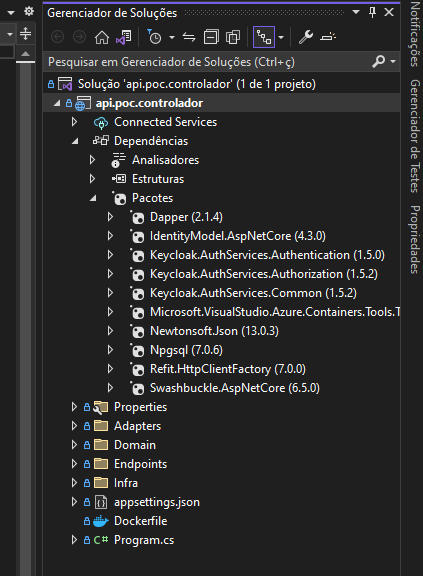 Gerenciador de Soluções
Pesquisar em Gerenciador de Soluções (Ctrl+ç)
Solução 'api.poc.controlador' (1 de 1 projeto)
api.poc.controlador
Connected Services
Dependências
Analisadores
Estruturas
Pacotes
Dapper (2.1.4)
IdentityModel.AspNetCore (4.3.0)
Keycloak.AuthServices.Authentication (1.5.0)
Keycloak.AuthServices.Authorization (1.5.2)
Keycloak.AuthServices.Common (1.5.2)
Microsoft.VisualStudio.Azure.Containers.Tools.T
Newtonsoft.Json (13.0.3)
Npgsql (7.0.6)
Refit.HttpClientFactory (7.0.0)
Swashbuckle.AspNetCore (6.5.0)
Properties
Adapters
Domain
Endpoints
Infra
appsettings.json
Dockerfile
C# Program.cs
Notificações
Gerenciador de Testes
Propriedades